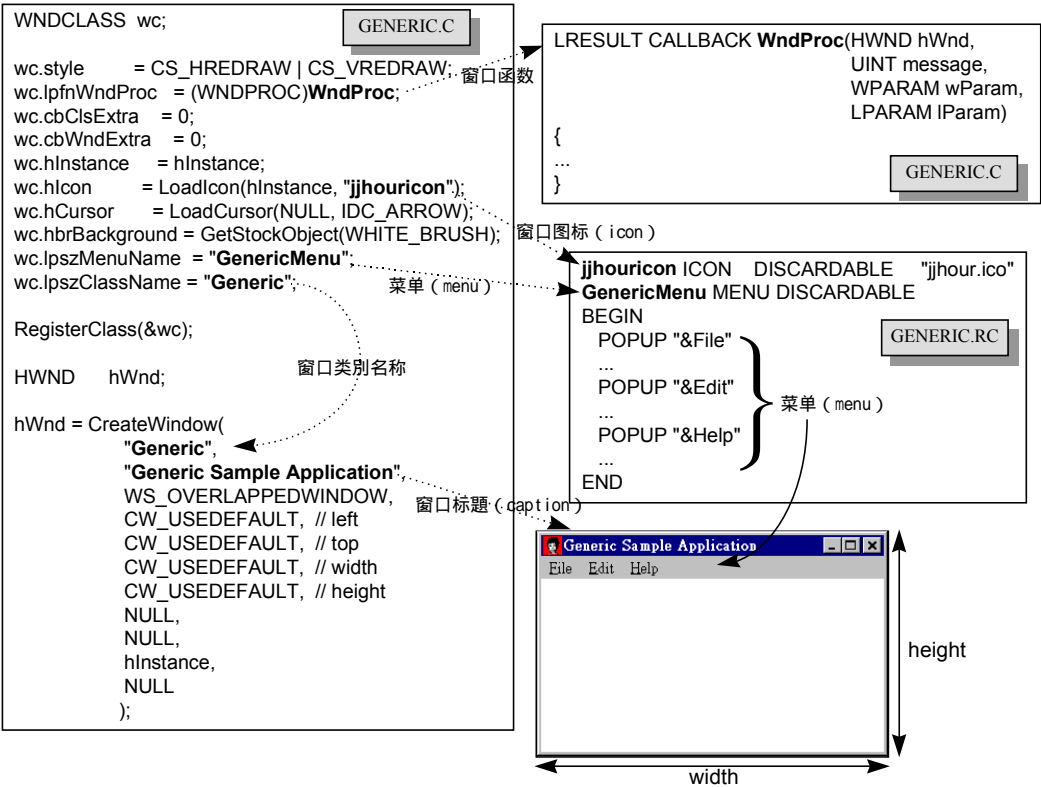 WNDCLASS wc;
GENERIC.C
wc.style = CS_HREDRAW | CS_VREDRAW;
wc.lpfnWndProc = (WNDPROC)WndProc;
wc.cbClsExtra = 0;
wc.cbWndExtra = 0;
wc.hInstance = hInstance;
wc.hIcon = LoadIcon(hInstance, "jjhouricon");
wc.hCursor = LoadCursor(NULL, IDC_ARROW);
wc.hbrBackground = GetStockObject(WHITE_BRUSH);
wc.lpszMenuName = "GenericMenu";
wc.lpszClassName = "Generic";
RegisterClass(&wc);
HWND hWnd;
hWnd = CreateWindow(
"Generic",
"Generic Sample Application",
WS_OVERLAPPEDWINDOW,
CW_USEDEFAULT, // left
CW_USEDEFAULT, // top
CW_USEDEFAULT, // width
CW_USEDEFAULT, // height
NULL,
NULL,
hInstance,
NULL
);
窗口函数
窗口图标（icon）
菜单（menu）
窗口类别名称
窗口标题（caption）
LRESULT CALLBACK WndProc(HWND hWnd,
UINT message,
WPARAM wParam,
LPARAM lParam)
{
...
}
GENERIC.C
jjhouricon ICON DISCARDABLE "jjhour.ico"
GenericMenu MENU DISCARDABLE
BEGIN
POPUP "&File"
...
POPUP "&Edit"
...
POPUP "&Help"
...
END
GENERIC.RC
菜单（menu）
Generic Sample Application
File Edit Help
height
width